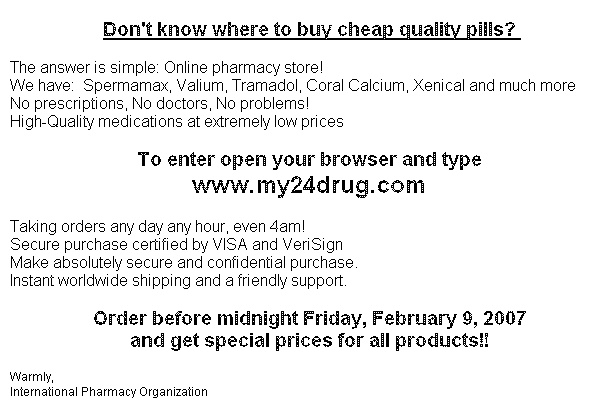 Don't know where to buy cheap quality pills?
The answer is simple: Online pharmacy store!
We have:  Spermamax, Valium, Tramadol, Coral Calcium, Xenical and much more
No prescriptions, No doctors, No problems!
High-Quality medications at extremely low prices
To enter open your browser and type
www.my24drug.com
Taking orders any day any hour, even 4am!
Secure purchase certified by VISA and VeriSign
Make absolutely secure and confidential purchase.
Instant worldwide shipping and a friendly support.
Order before midnight Friday, February 9, 2007
and get special prices for all products!!
Warmly,
International Pharmacy Organization